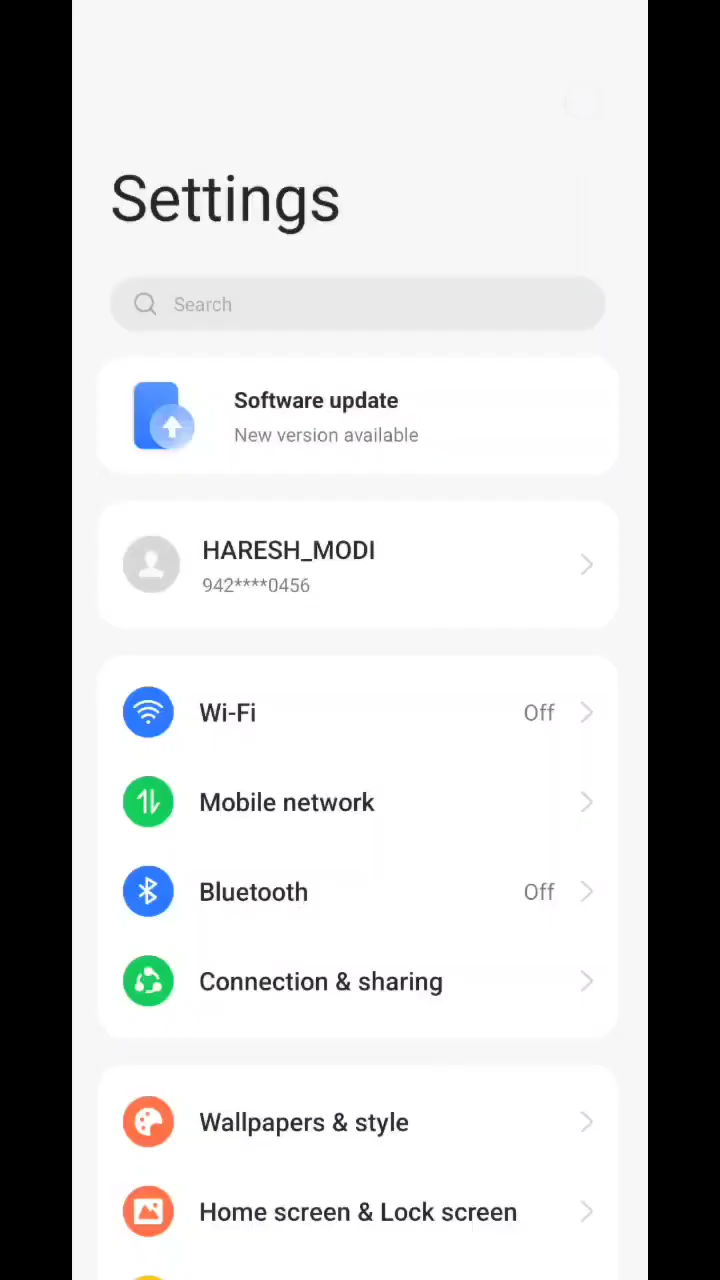 Settings
Search
Software update
New version available
HARESH_MODI
942****0456
Wi-Fi Off
Mobile network
Bluetooth Off
Connection & sharing
Wallpapers & style
Home screen & Lock screen